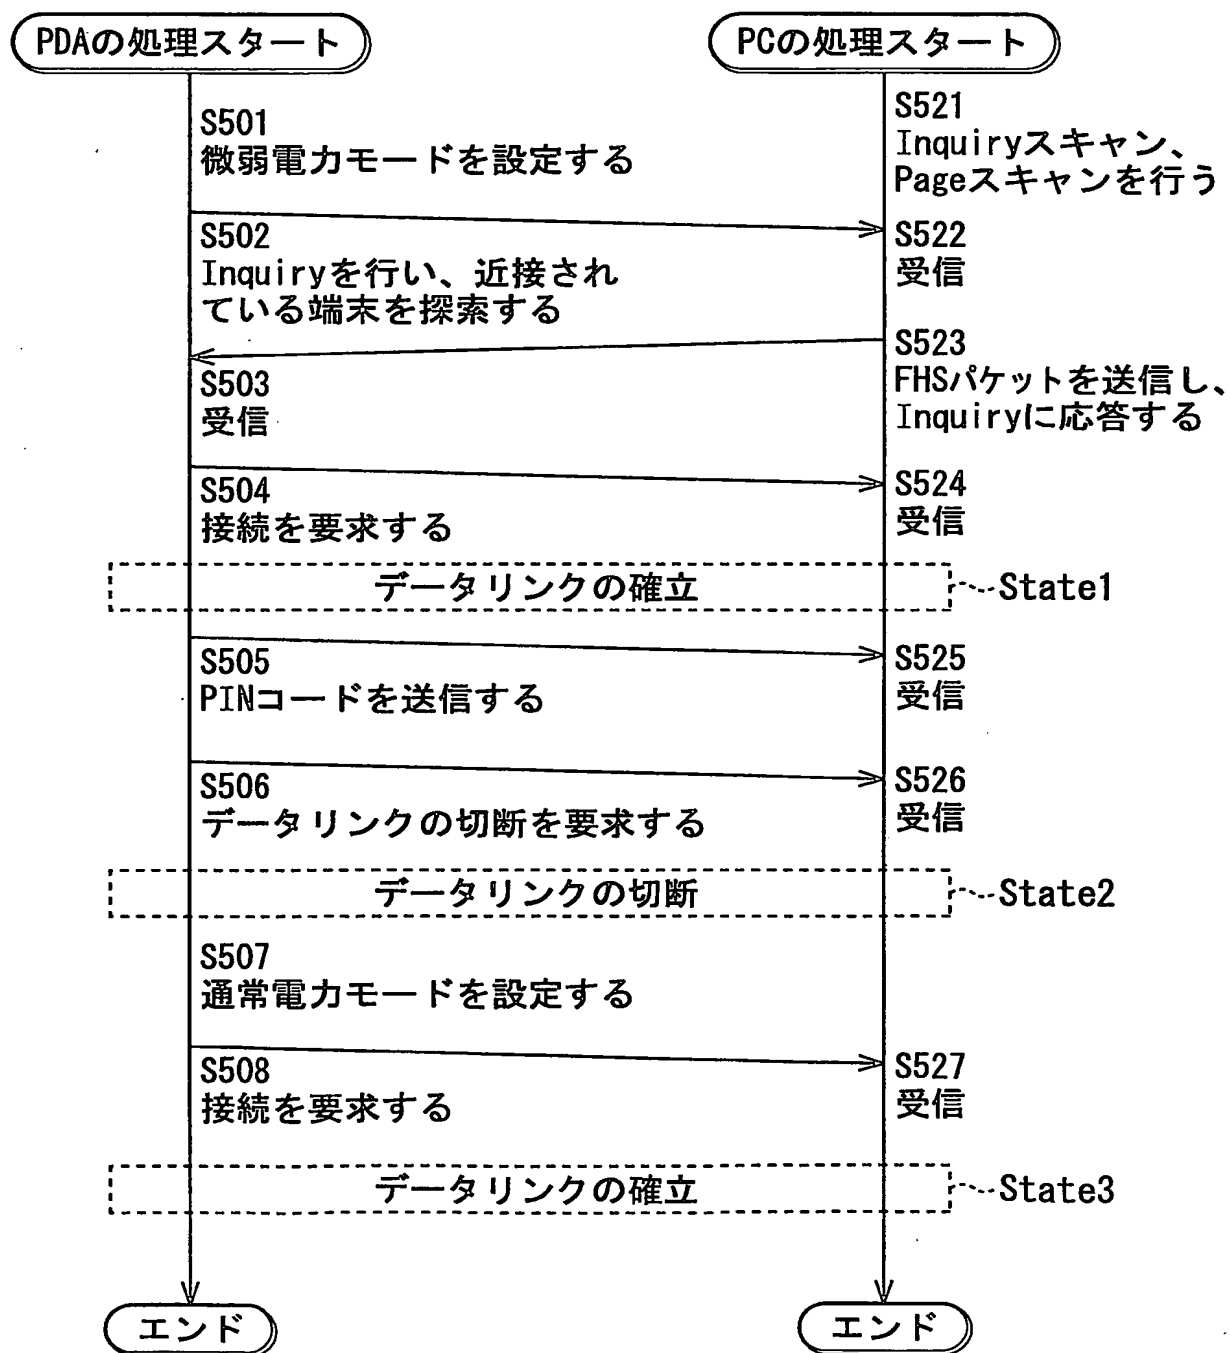 PDAの処理スタート
PCの処理スタート
S501
微弱電力モードを設定する
S521
Inquiryスキャン、
Pageスキャンを行う
S502
Inquiryを行い、近接され
ている端末を探索する
S522
受信
S503
受信
S523
FHSパケットを送信し、
Inquiryに応答する
S504
接続を要求する
S524
受信
データリンクの確立
State1
S505
PINコードを送信する
S525
受信
S506
データリンクの切断を要求する
S526
受信
データリンクの切断
State2
S507
通常電力モードを設定する
S508
接続を要求する
S527
受信
データリンクの確立
State3
エンド
エンド